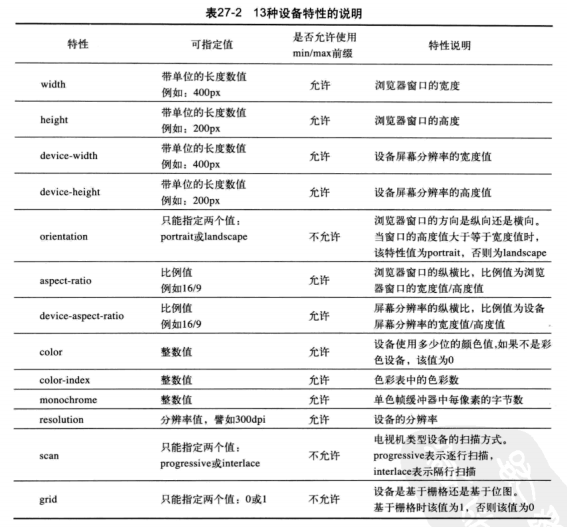 表27-2 13种设备特性的说明
特性 可指定值 是否允许使用 min/max前缀 特性说明
width 带单位的长度数值 允许 浏览器窗口的宽度
例如：400px
height 带单位的长度数值 允许 浏览器窗口的高度
例如：200px
device-width 带单位的长度数值 允许 设备屏幕分辨率的宽度值
例如：400px
device-height 带单位的长度数值 允许 设备屏幕分辨率的高度值
例如：200px
orientation 只能指定两个值： 不允许 浏览器窗口的方向是纵向还是横向。
portrait或landscape 当窗口的高度值大于等于宽度值时，
该特性值为portrait，否则为landscape
aspect-ratio 比例值 允许 浏览器窗口的纵横比，比例值为浏览
例如16/9 器窗口的宽度值/高度值
device-aspect-ratio 比例值 允许 屏幕分辨率的纵横比，比例值为设备
例如16/9 屏幕分辨率的宽度值/高度值
color 整数值 允许 设备使用多少位的颜色值,如果不是彩
色设备，该值为0
color-index 整数值 允许 色彩表中的色彩数
monochrome 整数值 允许 单色帧缓冲器中每像素的字节数
resolution 分辨率值，譬如300dpi 允许 设备的分辨率
scan 只能指定两个值： 不允许 电视机类型设备的扫描方式。
progressive或interlace progressive表示逐行扫描，
interlace表示隔行扫描
grid 只能指定两个值：0或1 不允许 设备是基于栅格还是基于位图。
基于栅格时该值为1，否则该值为0